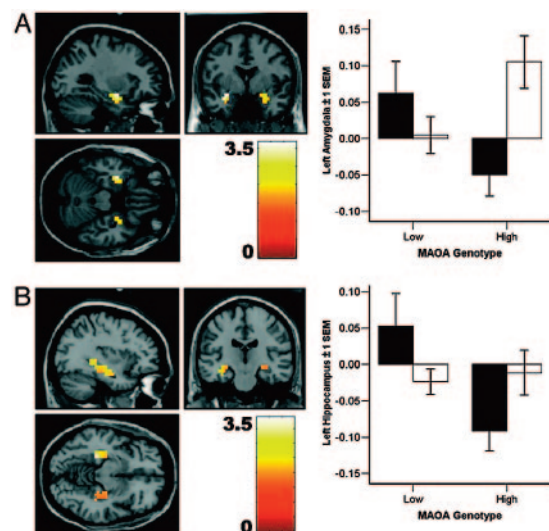 A
3.5
0
Left Amygdala ± 1 SEM
0.15
0.10
0.05
0.00
-0.05
-0.10
Low
High
MAOA Genotype
B
3.5
0
Left Hippocampus ± 1 SEM
0.10
0.05
0.00
-0.05
-0.10
-0.15
Low
High
MAOA Genotype